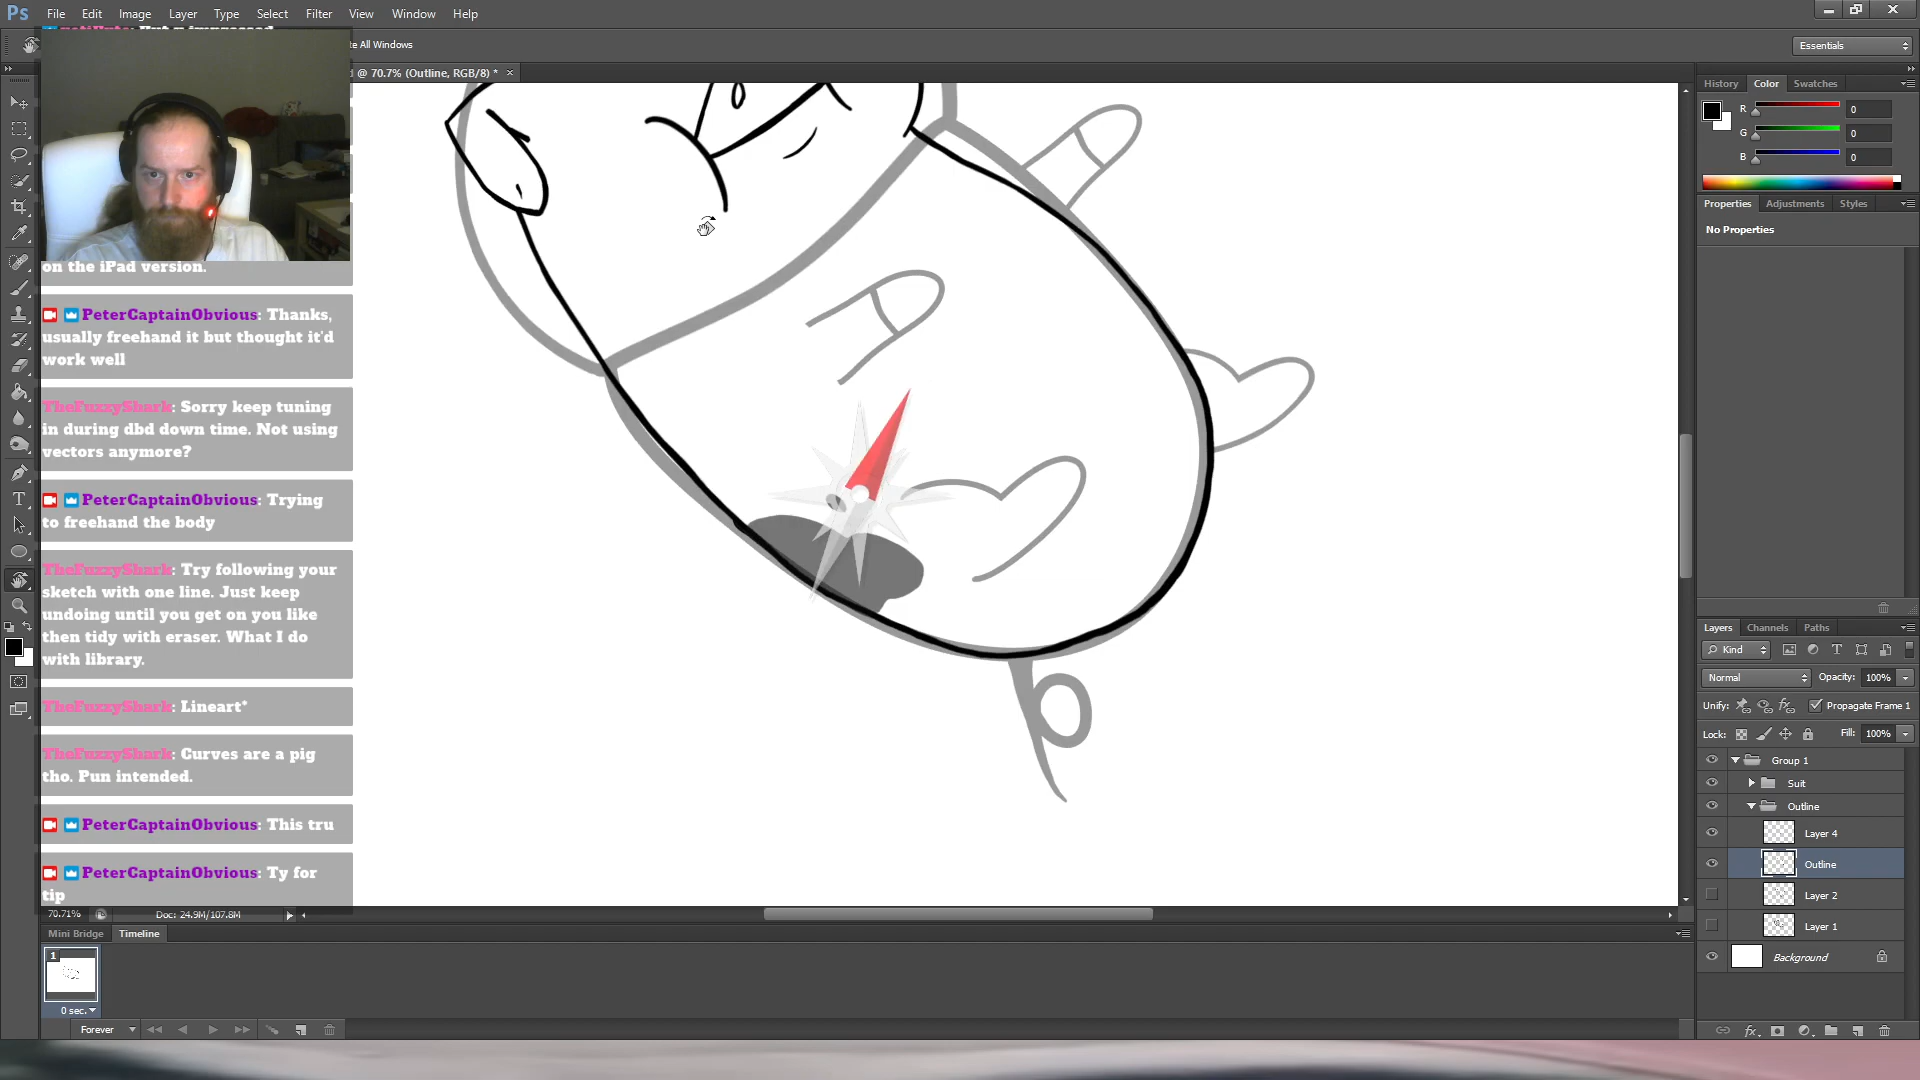 Ps File Edit Image Layer Type Select Filter View Window Help
te All Windows
Essentials
d @ 70.7% (Outline, RGB/8) * ×
on the iPad version.
PeterCaptainObvious: Thanks,
usually freehand it but thought it'd
work well
TheFuzzyShark: Sorry keep tuning
in during dbd down time. Not using
vectors anymore?
PeterCaptainObvious: Trying
to freehand the body
TheFuzzyShark: Try following your
sketch with one line. Just keep
undoing until you get on you like
then tidy with eraser. What I do
with library.
TheFuzzyShark: Lineart*
TheFuzzyShark: Curves are a pig
tho. Pun intended.
PeterCaptainObvious: This tru
PeterCaptainObvious: Ty for
tip
70.71% Doc: 24.9M/107.8M
Mini Bridge Timeline
1
0 sec.
Forever
History Color Swatches
R 0
G 0
B 0
Properties Adjustments Styles
No Properties
Layers Channels Paths
Kind
Normal Opacity: 100%
Unify: Propagate Frame 1
Lock: Fill: 100%
Group 1
Suit
Outline
Layer 4
Outline
Layer 2
Layer 1
Background